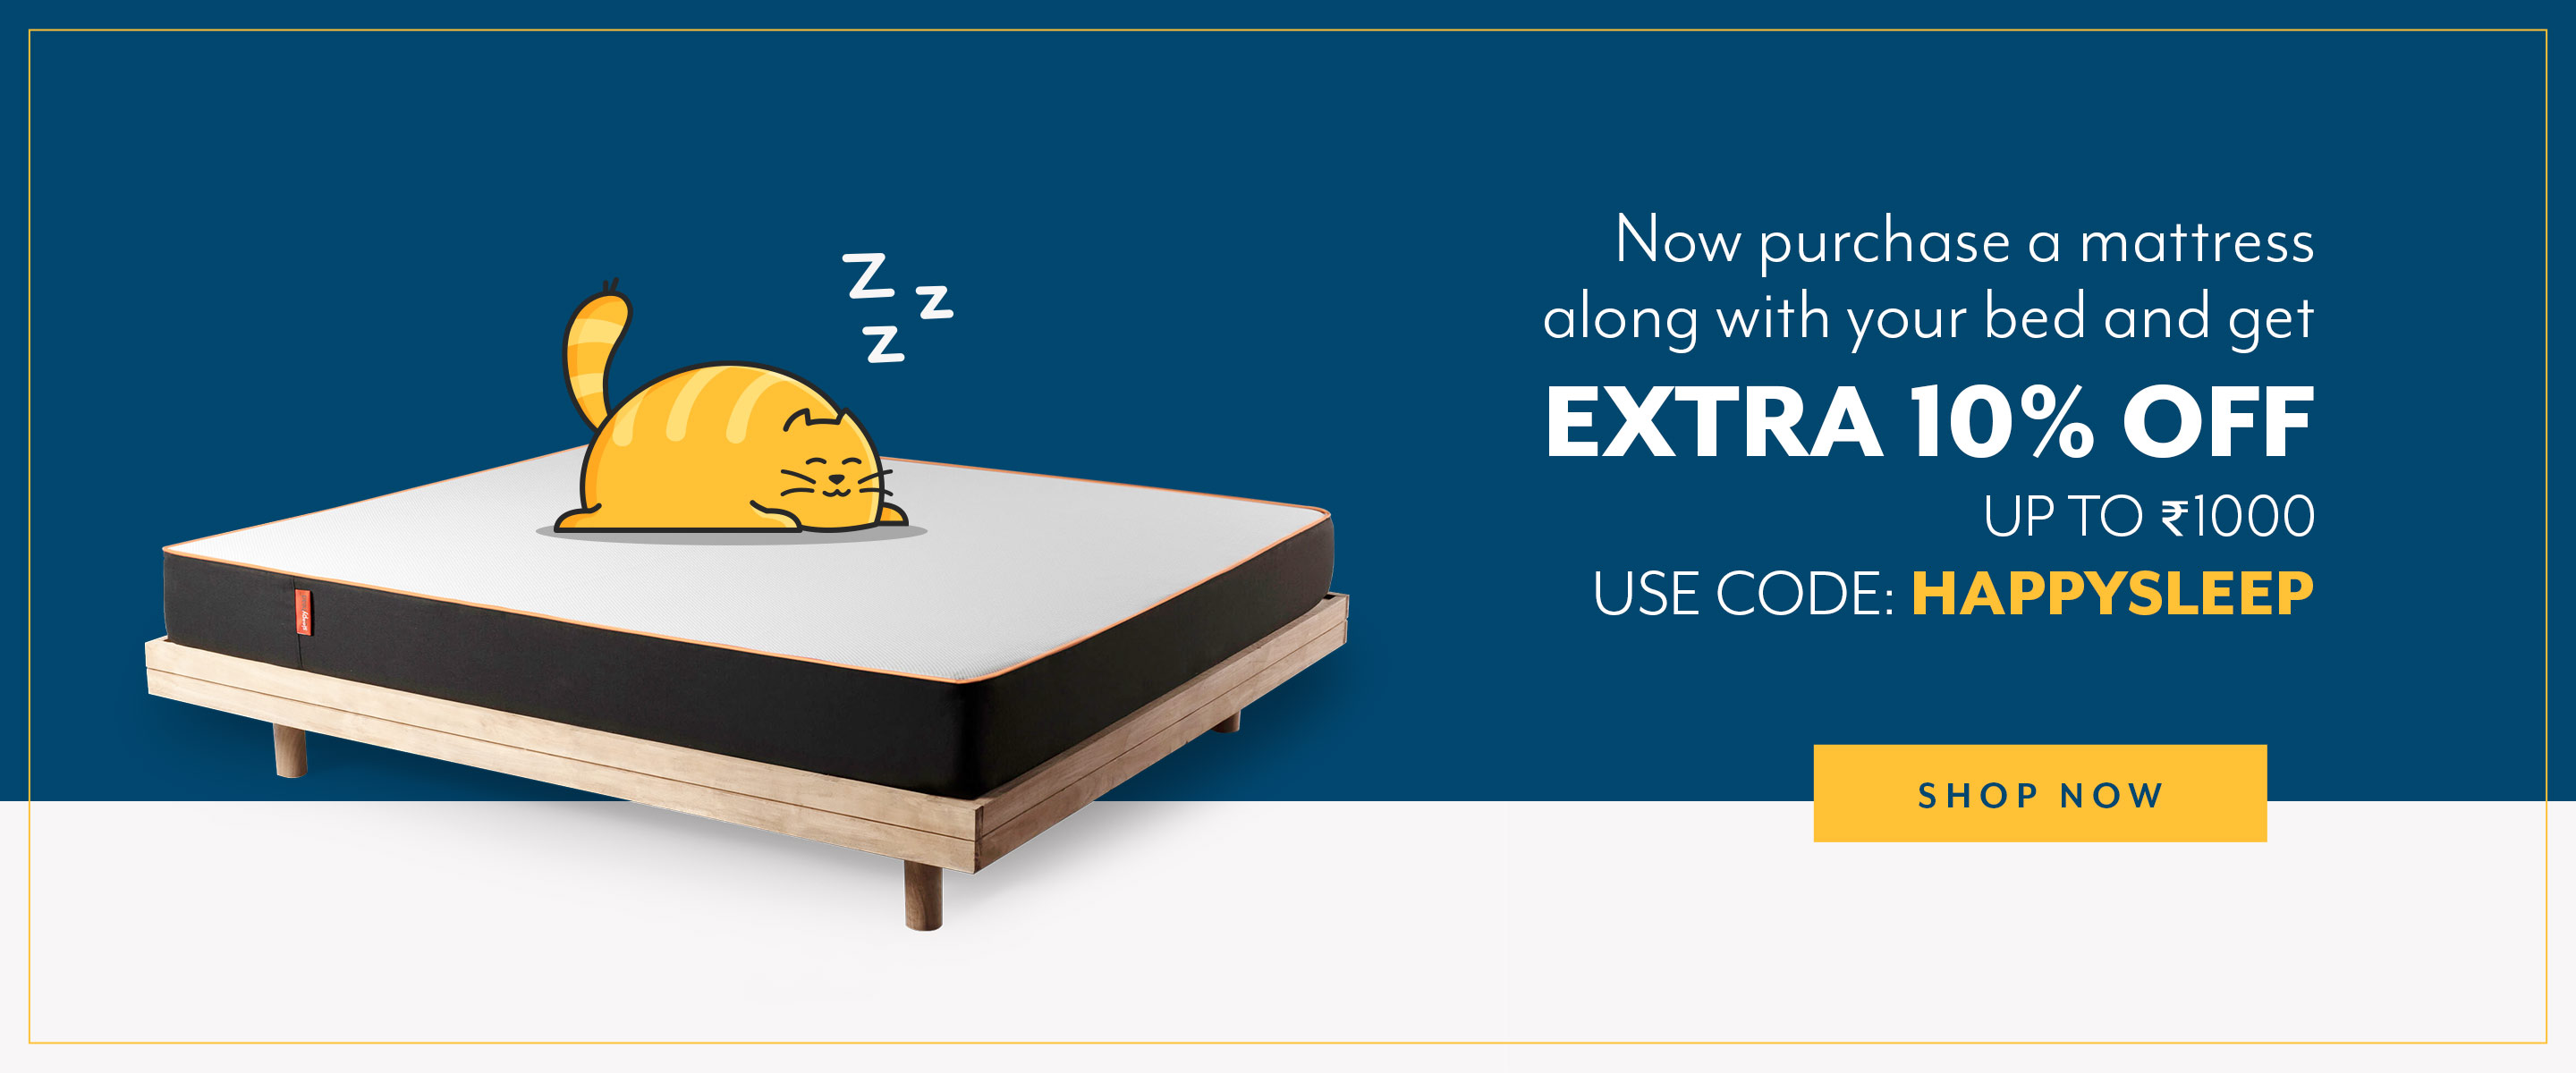 Z z
z
Now purchase a mattress
along with your bed and get
EXTRA 10% OFF
UP TO ₹1000
USE CODE: HAPPYSLEEP
SHOP NOW